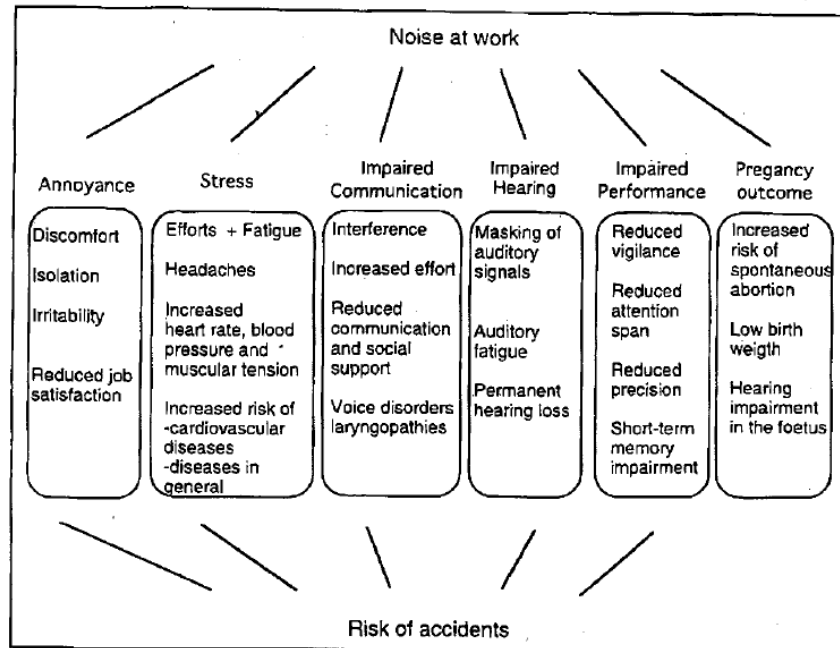 Noise at work
Annoyance
Discomfort
Isolation
Irritability
Reduced job
satisfaction
Stress
Efforts + Fatigue
Headaches
Increased
heart rate, blood
pressure and
muscular tension
Increased risk of
-cardiovascular
diseases
-diseases in
general
Impaired
Communication
Interference
Increased effort
Reduced
communication
and social
support
Voice disorders
laryngopathies
Impaired
Hearing
Masking of
auditory
signals
Auditory
fatigue
Permanent
hearing loss
Impaired
Performance
Reduced
vigilance
Reduced
attention
span
Reduced
precision
Short-term
memory
impairment
Pregancy
outcome
Increased
risk of
spontaneous
abortion
Low birth
weigth
Hearing
impairment
in the foetus
Risk of accidents